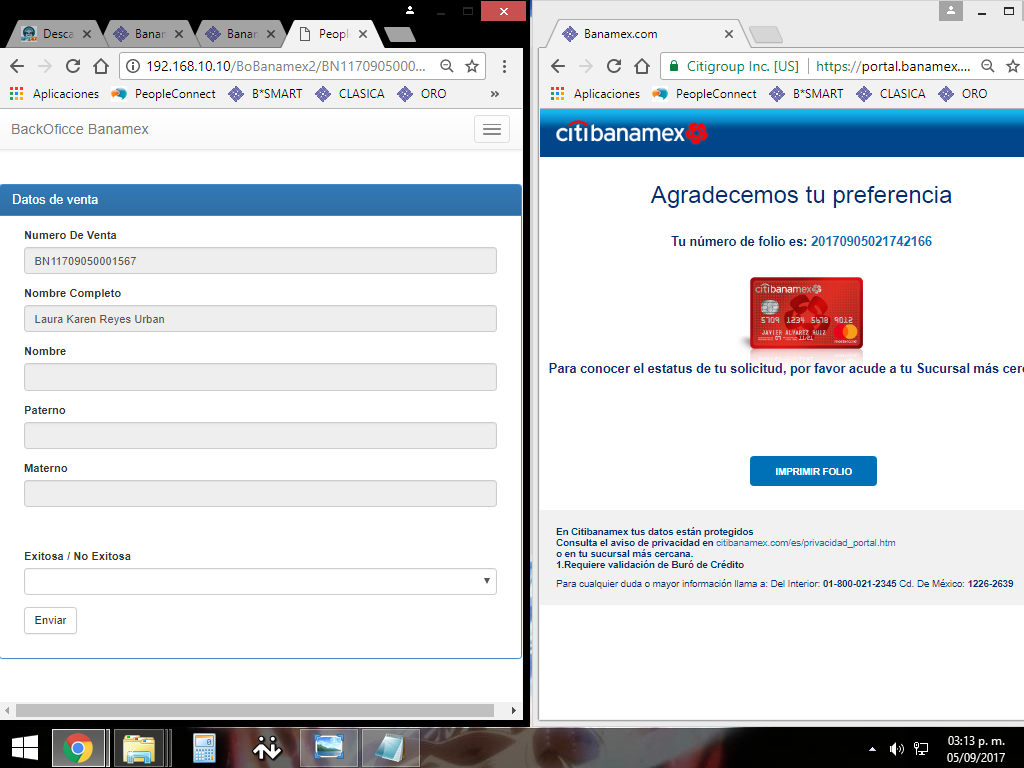 Desca
Banar
Banar
Peopl
192.168.10.10/BoBanamex2/BN1170905000...
Aplicaciones
PeopleConnect
B*SMART
CLASICA
ORO
»
BackOficce Banamex
Datos de venta
Numero De Venta
BN11709050001567
Nombre Completo
Laura Karen Reyes Urban
Nombre
Paterno
Materno
Exitosa / No Exitosa
Enviar
Banamex.com
Citigroup Inc. [US]
https://portal.banamex....
Aplicaciones
PeopleConnect
B*SMART
CLASICA
ORO
citibanamex
Agradecemos tu preferencia
Tu número de folio es: 20170905021742166
citibanamex
5709 1234 5678 9012
JAVIER ALVAREZ RUIZ
Para conocer el estatus de tu solicitud, por favor acude a tu Sucursal más cerc
IMPRIMIR FOLIO
En Citibanamex tus datos están protegidos
Consulta el aviso de privacidad en citibanamex.com/es/privacidad_portal.htm
o en tu sucursal más cercana.
1.Requiere validación de Buró de Crédito
Para cualquier duda o mayor información llama a: Del Interior: 01-800-021-2345 Cd. De México: 1226-2639
03:13 p. m.
05/09/2017